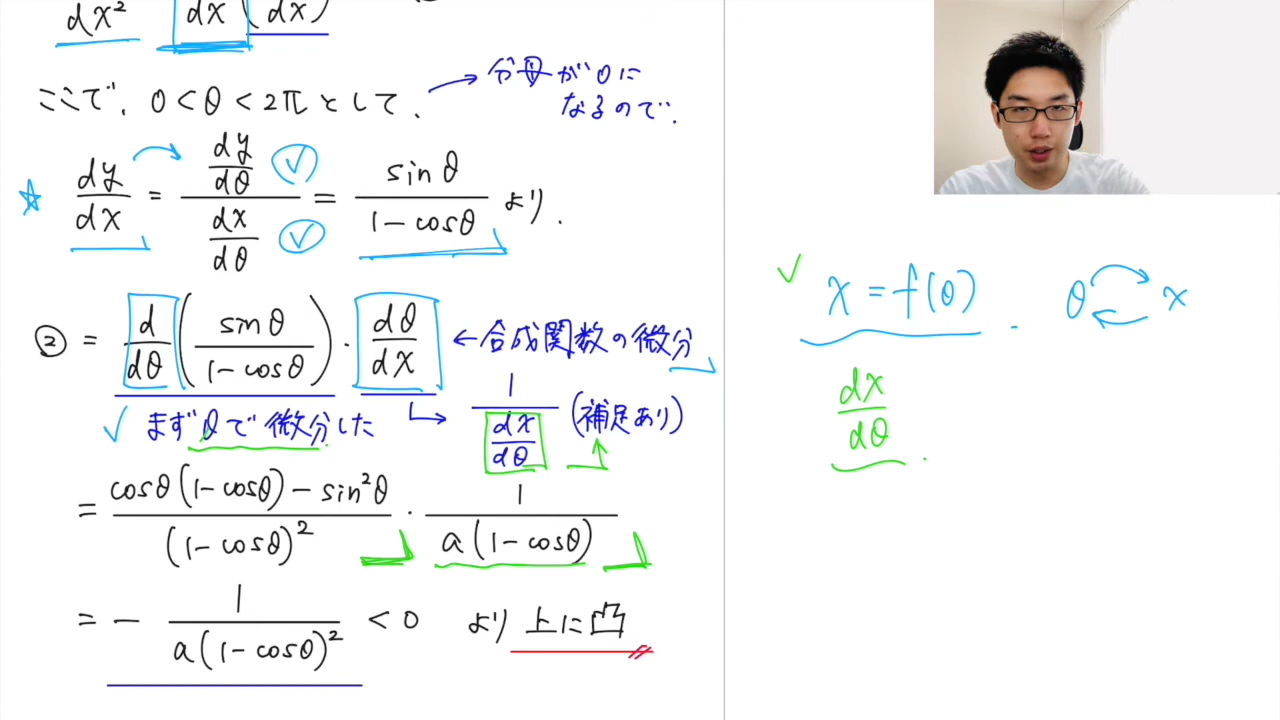 dx² dx (dx)
ここで, 0 < θ < 2π として,
→ 分母が 0 に
なるので.
☆ dy/dx = (dy/dθ)/(dx/dθ) = sinθ/(1-cosθ) より.
② = d/dθ (sinθ/(1-cosθ)) · dθ/dx ← 合成関数の微分
✓ まず θ で 微分した
↳ 1/(dx/dθ) (補足あり)
= (cosθ(1-cosθ) - sin²θ)/(1-cosθ)² · 1/(a(1-cosθ))
= - 1/(a(1-cosθ)²) < 0 より 上に凸
✓ x = f(θ). θ ⇄ x
dx/dθ.